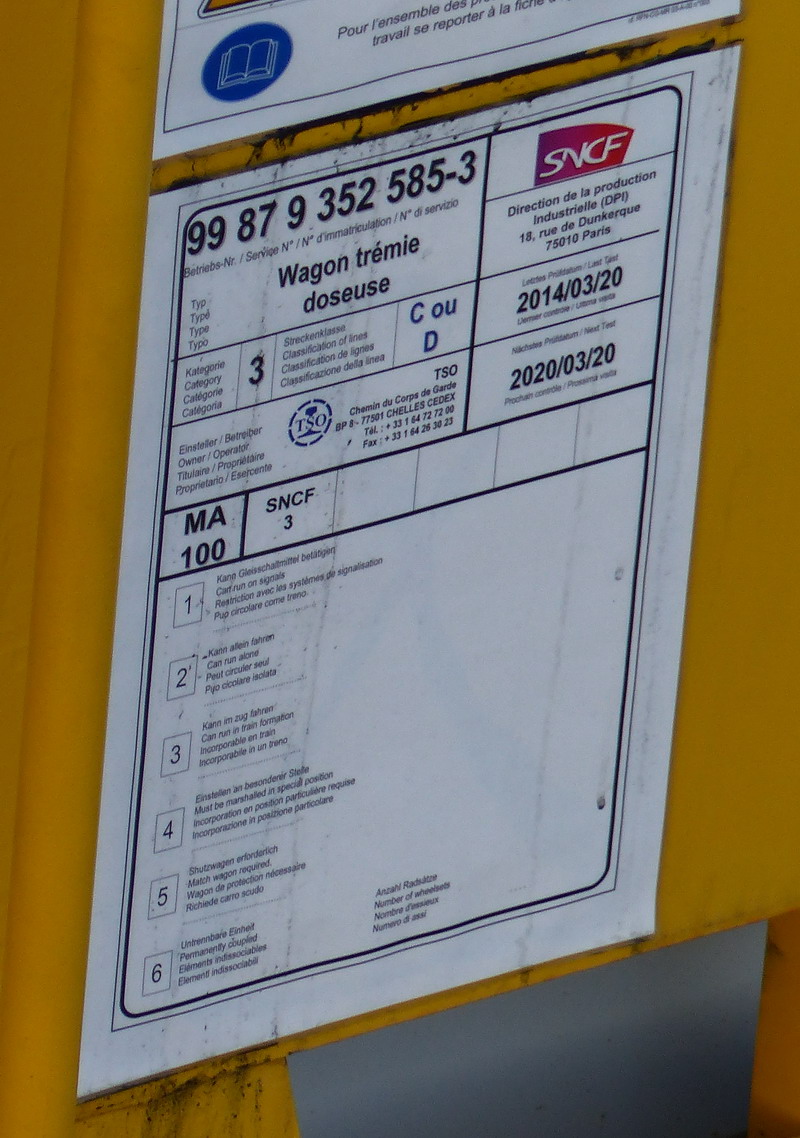 Pour l'ensemble des
travail se reporter à la fiche
99 87 9 352 585-3
Betriebs-Nr. / Service N° / N° d'immatriculation / N° di servizio
Typ
Type
Type
Typo
Wagon trémie
doseuse
SNCF
Direction de la production
Industrielle (DPI)
18, rue de Dunkerque
75010 Paris
Letztes Prüfdatum / Last Test
2014/03/20
Dernier contrôle / Ultima visita
Kategorie
Category
Catégorie
Catégoria
3
Streckenklasse
Classification of lines
Classification de lignes
Classificazione della linea
C ou
D
Nächstes Prüfdatum / Next Test
2020/03/20
Prochain contrôle / Prossima visita
Einsteller / Betreiber
Owner / Operator
Titulaire / Propriétaire
Proprietario / Esercente
TSO
TSO
Chemin du Corps de Garde
BP 8 - 77501 CHELLES CEDEX
Tél. : + 33 1 64 72 72 00
Fax : + 33 1 64 26 30 23
MA
100
SNCF
3
1
Kann Gleisschaltmittel betätigen
Can run on signals
Restriction avec les systèmes de signalisation
Puo circolare come treno
2
Kann allein fahren
Can run alone
Peut circuler seul
Puo cicolare isolata
3
Kann im zug fahren
Can run in train formation
Incorporable en train
Incorporabile in un treno
4
Einstellen an besonderer Stelle
Must be marshalled in special position
Incorporation en position particulière requise
Incorporazione in posizione particolare
5
Shutzwagen erforderlich
Match wagon required.
Wagon de protection nécessaire
Richiede carro scudo
6
Untrennbare Einheit
Permanently coupled
Eléments indissociables
Elementi indissociabili
Anzahl Radsätze
Number of wheelsets
Nombre d'essieux
Numero di assi